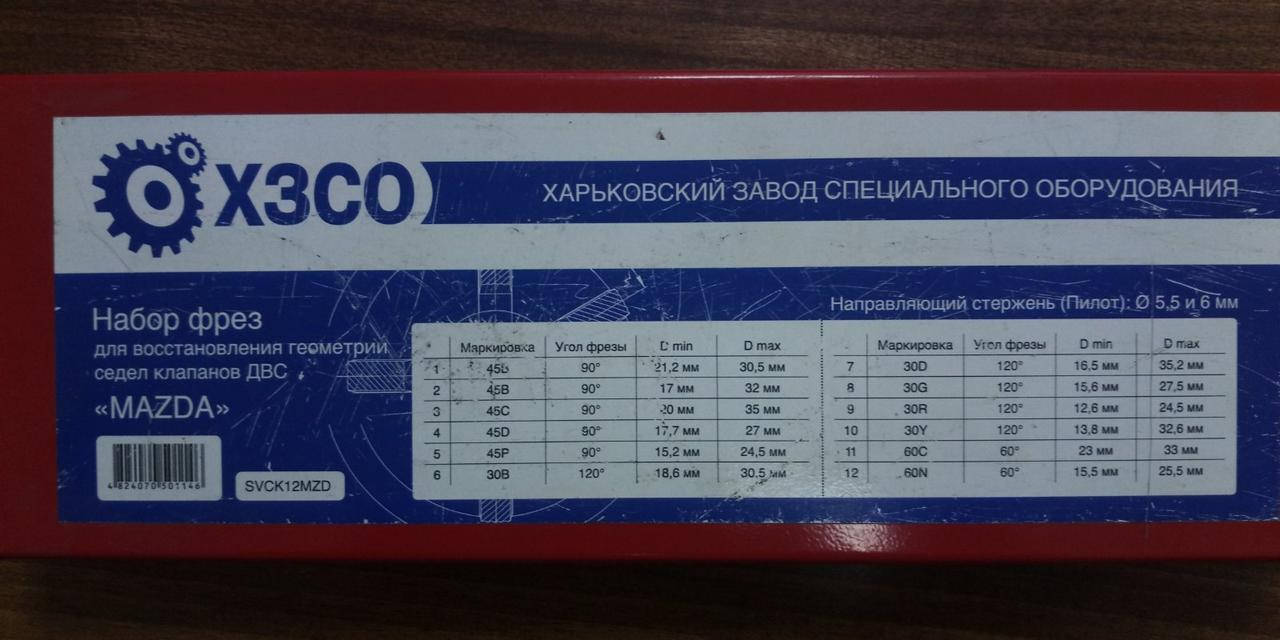 ХЗСО
ХАРЬКОВСКИЙ ЗАВОД СПЕЦИАЛЬНОГО ОБОРУДОВАНИЯ
Набор фрез
для восстановления геометрии
седел клапанов ДВС
«MAZDA»
4 824070 501146
SVCK12MZD
Маркировка Угол фрезы D min D max
1 90° 21,2 мм 30,5 мм
2 45В 90° 17 мм 32 мм
3 45С 90° 20 мм 35 мм
4 45D 90° 17,7 мм 27 мм
5 45P 90° 15,2 мм 24,5 мм
6 30В 120° 18,6 мм 30,5 мм
Направляющий стержень (Пилот): Ø 5,5 и 6 мм
Маркировка Угол фрезы D min D max
7 30D 120° 16,5 мм 35,2 мм
8 30G 120° 15,6 мм 27,5 мм
9 30R 120° 12,6 мм 24,5 мм
10 30Y 120° 13,8 мм 32,6 мм
11 60C 60° 23 мм 33 мм
12 60N 60° 15,5 мм 25,5 мм